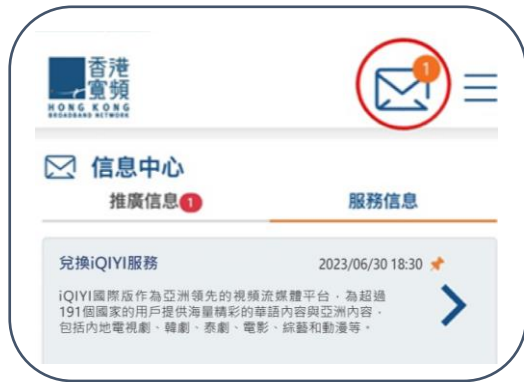 香港
寬頻
HONG KONG
BROADBAND NETWORK
1
信息中心
推廣信息 1
服務信息
兌換iQIYI服務
2023/06/30 18:30
iQIYI國際版作為亞洲領先的視頻流媒體平台，為超過
191個國家的用戶提供海量精彩的華語內容與亞洲內容，
包括內地電視劇、韓劇、泰劇、電影、綜藝和動漫等。